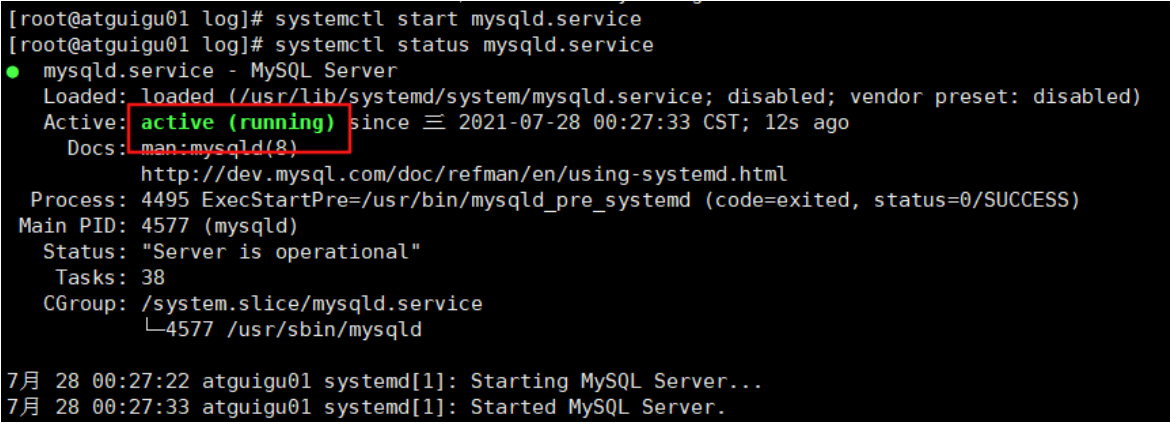 [root@atguigu01 log]# systemctl start mysqld.service
[root@atguigu01 log]# systemctl status mysqld.service
● mysqld.service - MySQL Server
Loaded: loaded (/usr/lib/systemd/system/mysqld.service; disabled; vendor preset: disabled)
Active: active (running) since 三 2021-07-28 00:27:33 CST; 12s ago
Docs: man:mysqld(8)
http://dev.mysql.com/doc/refman/en/using-systemd.html
Process: 4495 ExecStartPre=/usr/bin/mysqld_pre_systemd (code=exited, status=0/SUCCESS)
Main PID: 4577 (mysqld)
Status: "Server is operational"
Tasks: 38
CGroup: /system.slice/mysqld.service
└─4577 /usr/sbin/mysqld
7月 28 00:27:22 atguigu01 systemd[1]: Starting MySQL Server...
7月 28 00:27:33 atguigu01 systemd[1]: Started MySQL Server.